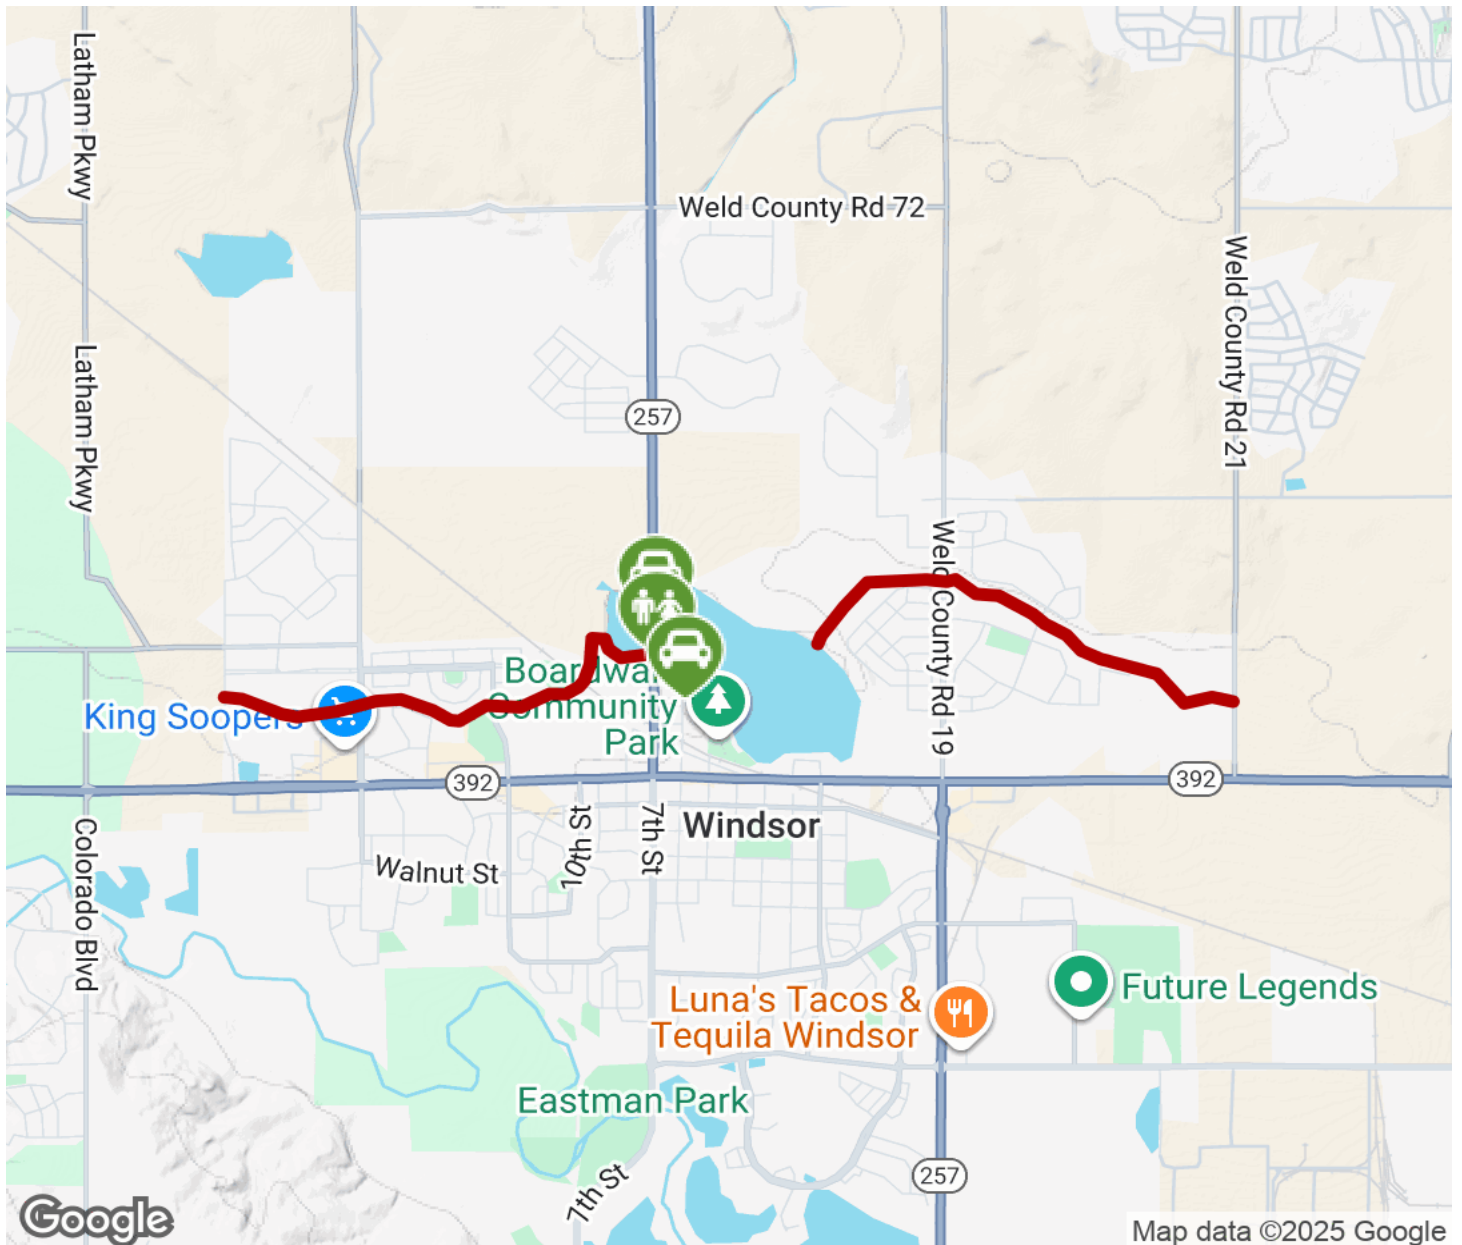 Latham Pkwy
Weld County Rd 72
Weld County Rd 21
Latham Pkwy
257
Weld County Rd 19
Boardwal
Community
Park
King Soopers
392
392
10th St
7th St
Windsor
Walnut St
Colorado Blvd
Luna's Tacos &
Tequila Windsor
Future Legends
Eastman Park
7th St
257
Google
Map data ©2025 Google